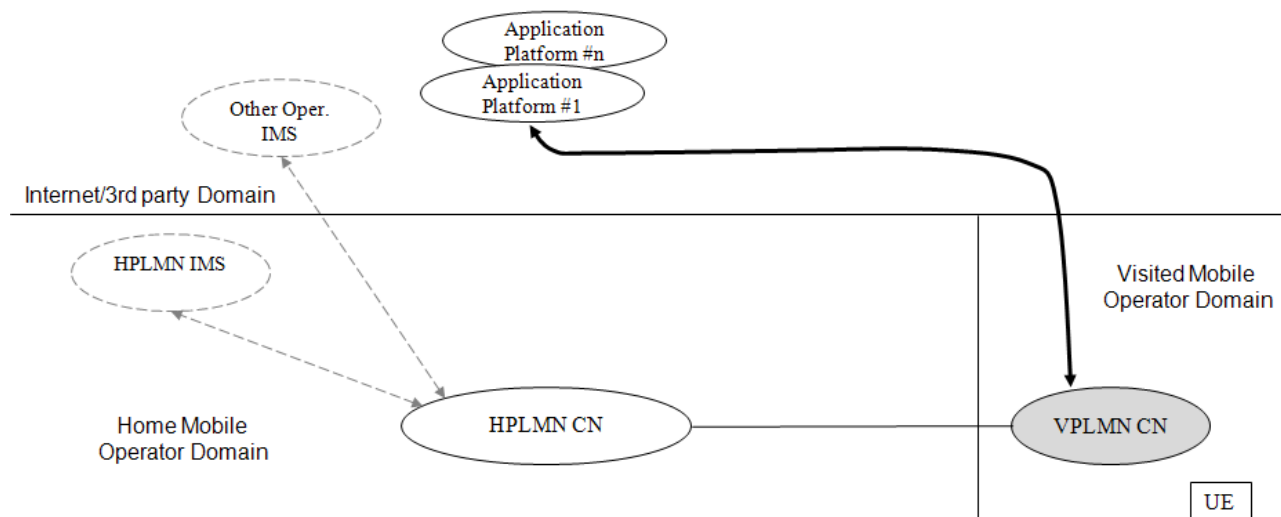 Application
Platform #n
Application
Platform #1
Other Oper.
IMS
Internet/3rd party Domain
HPLMN IMS
Visited Mobile
Operator Domain
Home Mobile
Operator Domain
HPLMN CN
VPLMN CN
UE